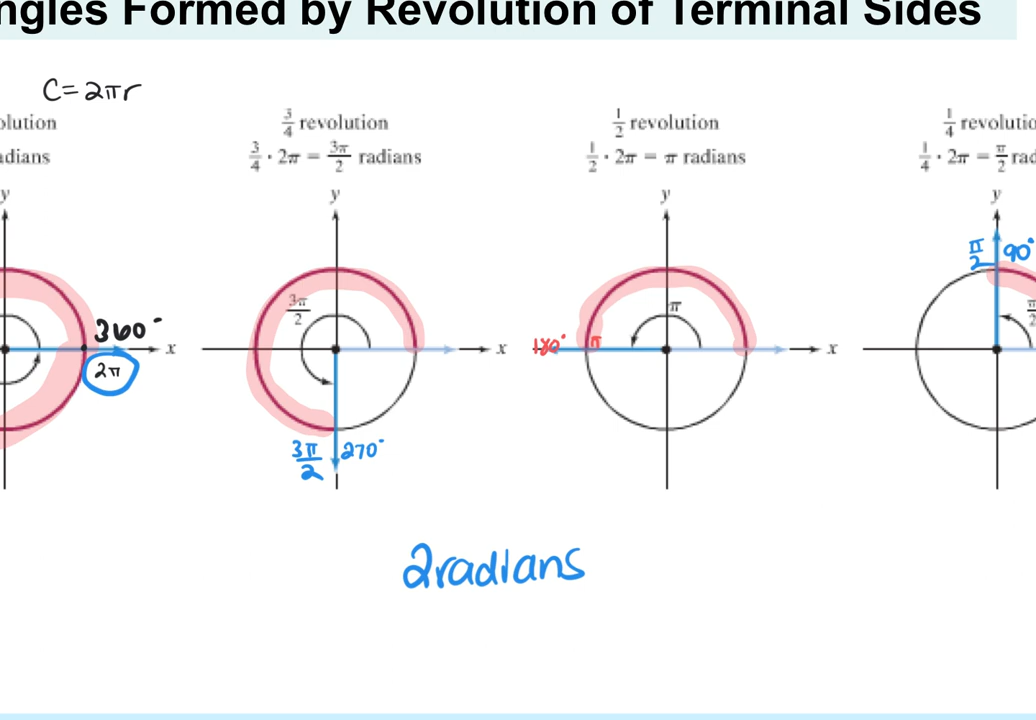 ngles Formed by Revolution of Terminal Sides
C=2πr
olution
adians
3/4 revolution
3/4 · 2π = 3π/2 radians
1/2 revolution
1/2 · 2π = π radians
1/4 revolutio
1/4 · 2π = π/2 rad
y
y
y
y
π/2 90°
3π/2
π
π/2
360°
x
x
180°
π
x
2π
3π/2 270°
2radians